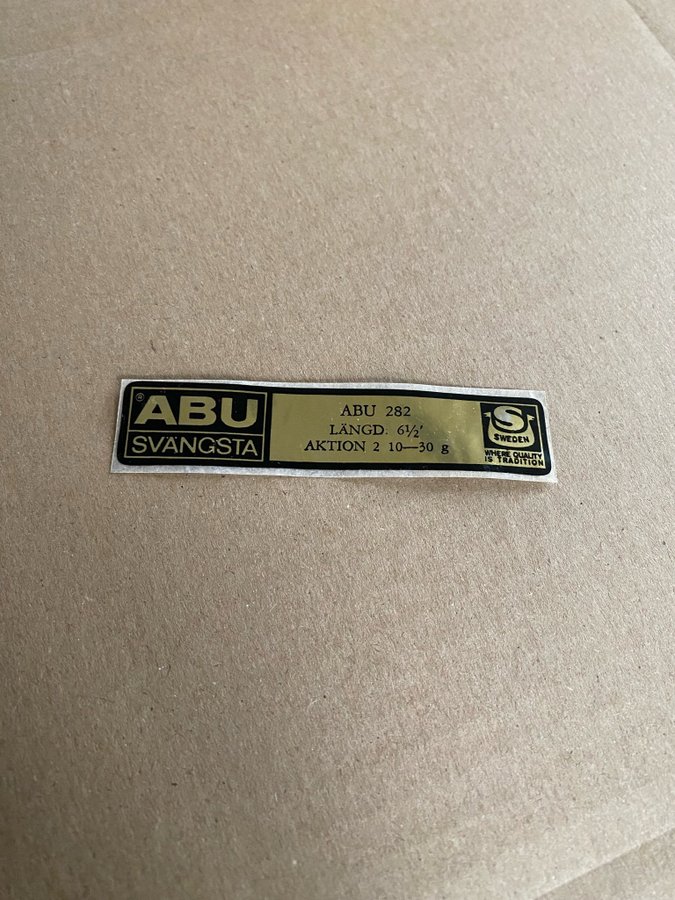 ® ABU
SVÄNGSTA
ABU 282
LÄNGD. 6½'
AKTION 2 10—30 g
S
SWEDEN
WHERE QUALITY
IS TRADITION